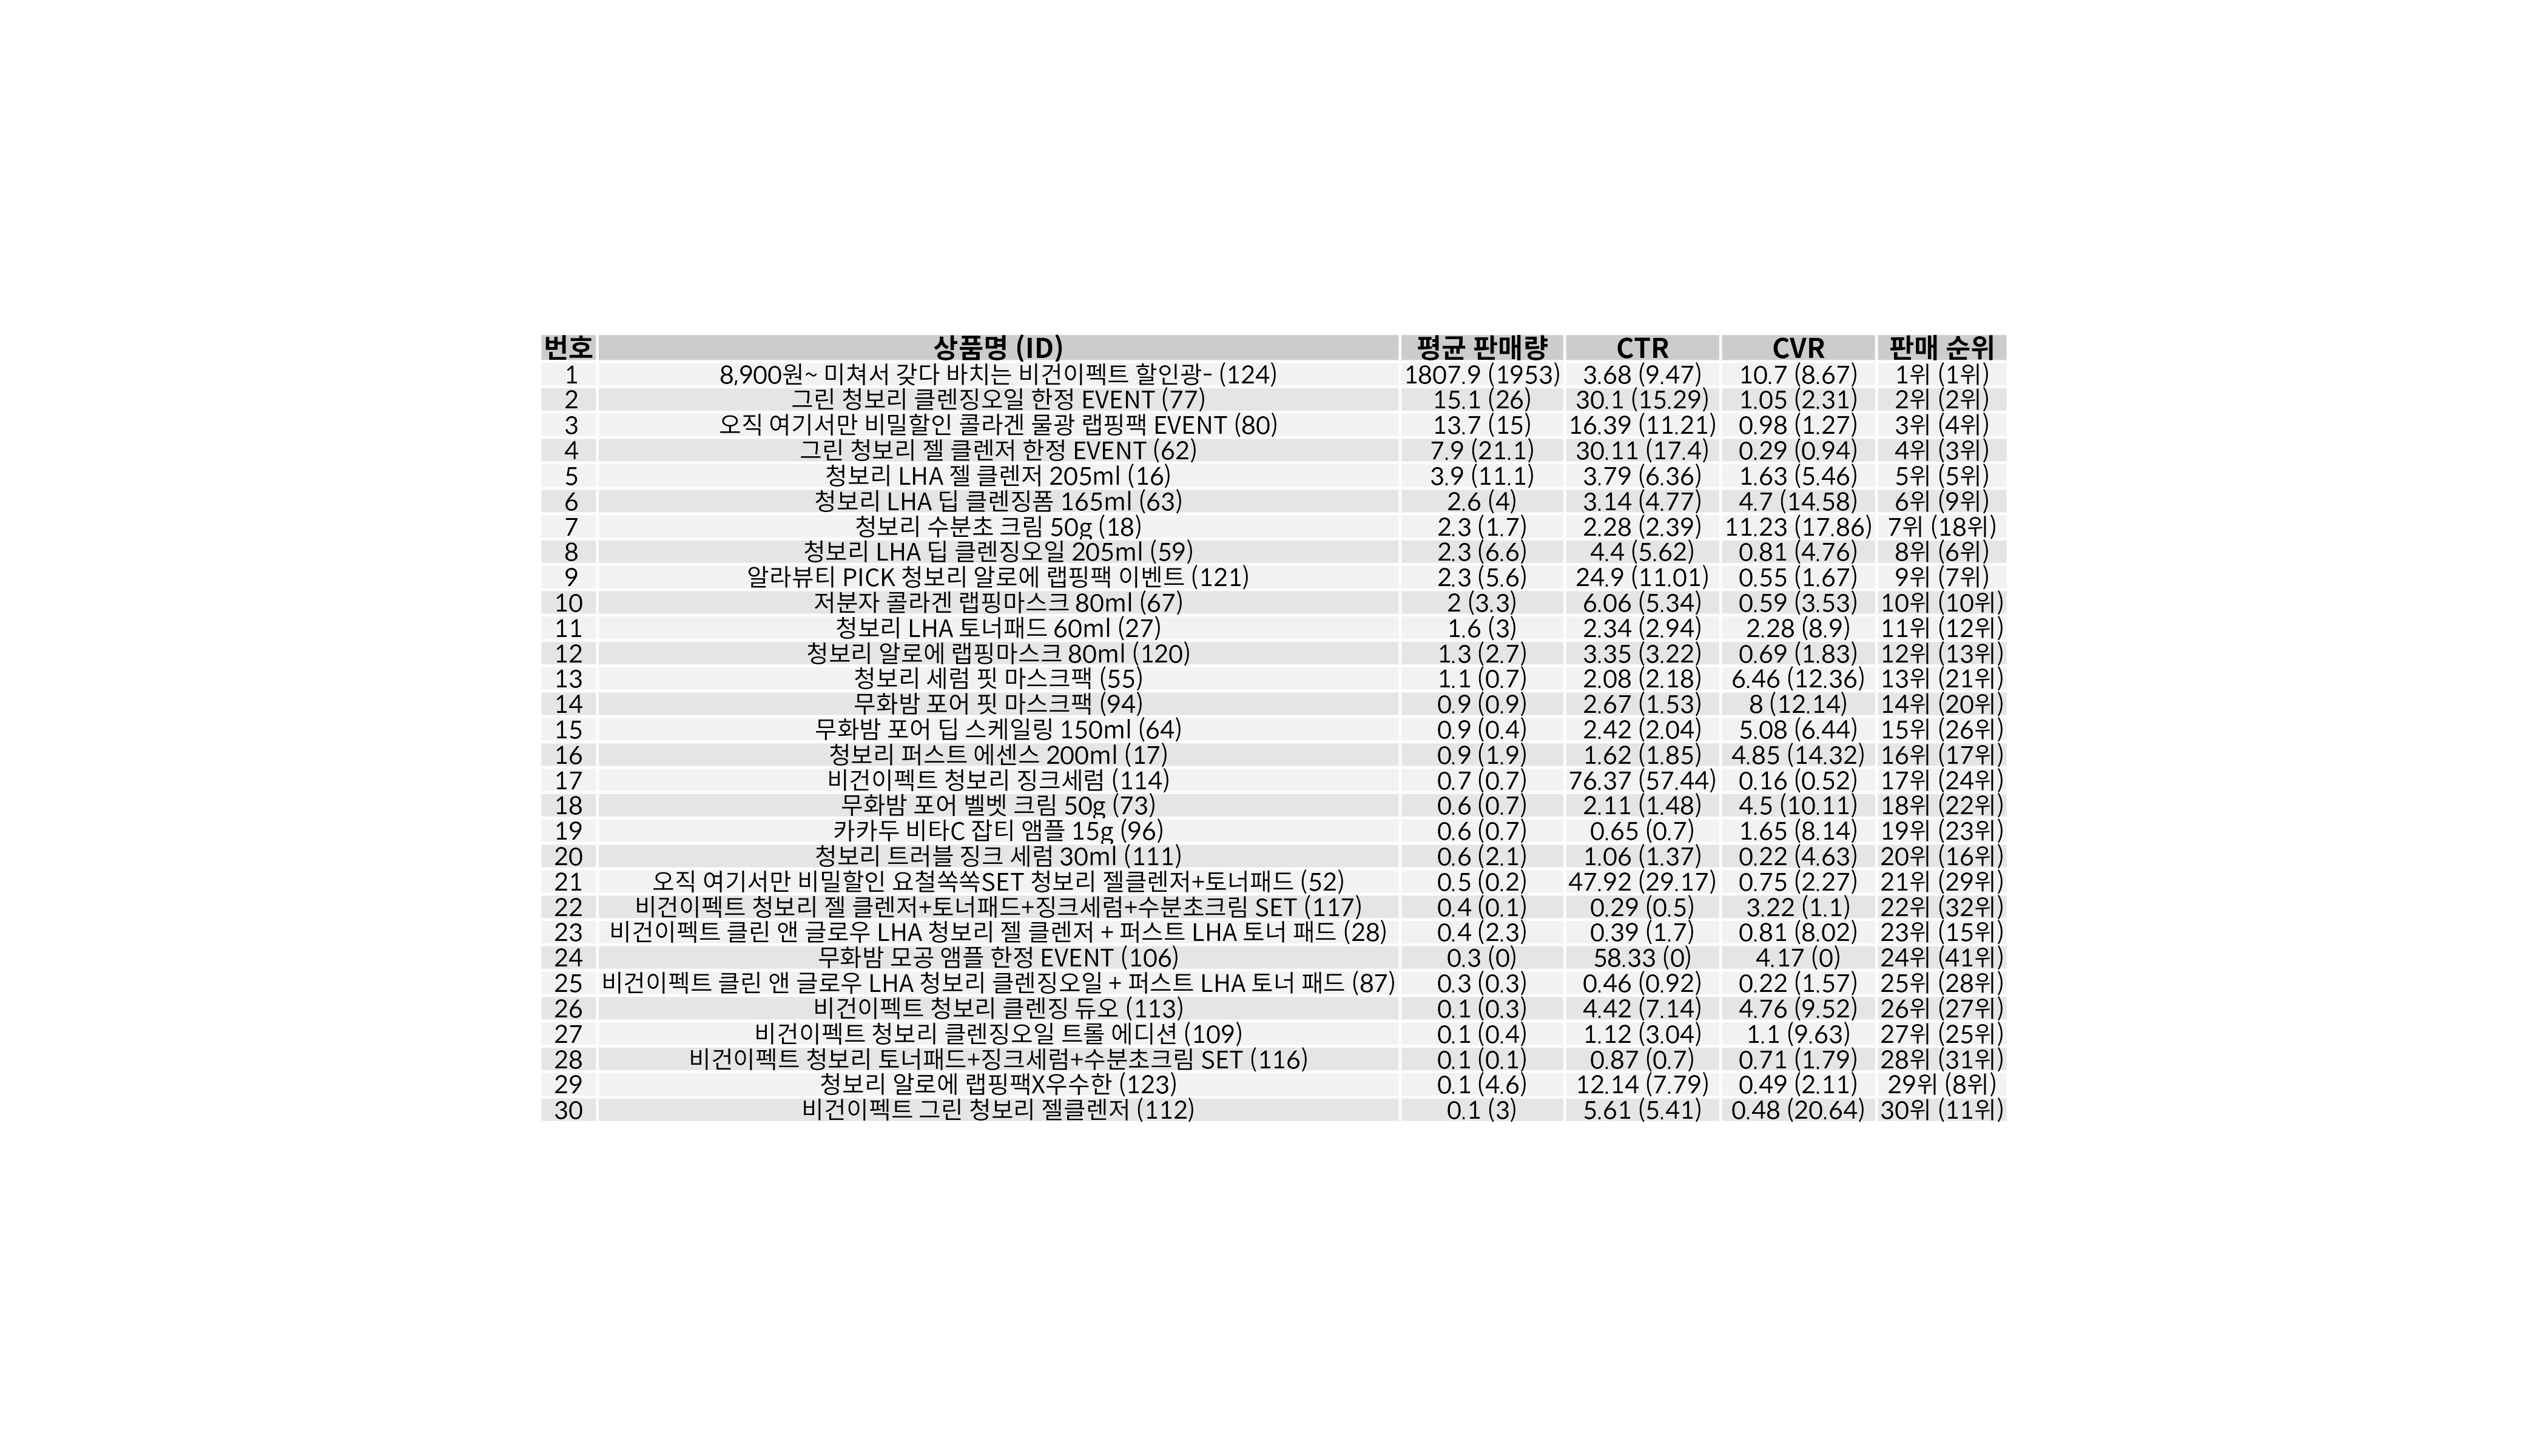 번호 상품명 (ID) 평균 판매량 CTR CVR 판매 순위
1 8,900원~ 미쳐서 갖다 바치는 비건이펙트 할인광- (124) 1807.9 (1953) 3.68 (9.47) 10.7 (8.67) 1위 (1위)
2 그린 청보리 클렌징오일 한정 EVENT (77) 15.1 (26) 30.1 (15.29) 1.05 (2.31) 2위 (2위)
3 오직 여기서만 비밀할인 콜라겐 물광 랩핑팩 EVENT (80) 13.7 (15) 16.39 (11.21) 0.98 (1.27) 3위 (4위)
4 그린 청보리 젤 클렌저 한정 EVENT (62) 7.9 (21.1) 30.11 (17.4) 0.29 (0.94) 4위 (3위)
5 청보리 LHA 젤 클렌저 205ml (16) 3.9 (11.1) 3.79 (6.36) 1.63 (5.46) 5위 (5위)
6 청보리 LHA 딥 클렌징폼 165ml (63) 2.6 (4) 3.14 (4.77) 4.7 (14.58) 6위 (9위)
7 청보리 수분초 크림 50g (18) 2.3 (1.7) 2.28 (2.39) 11.23 (17.86) 7위 (18위)
8 청보리 LHA 딥 클렌징오일 205ml (59) 2.3 (6.6) 4.4 (5.62) 0.81 (4.76) 8위 (6위)
9 알라뷰티 PICK 청보리 알로에 랩핑팩 이벤트 (121) 2.3 (5.6) 24.9 (11.01) 0.55 (1.67) 9위 (7위)
10 저분자 콜라겐 랩핑마스크 80ml (67) 2 (3.3) 6.06 (5.34) 0.59 (3.53) 10위 (10위)
11 청보리 LHA 토너패드 60ml (27) 1.6 (3) 2.34 (2.94) 2.28 (8.9) 11위 (12위)
12 청보리 알로에 랩핑마스크 80ml (120) 1.3 (2.7) 3.35 (3.22) 0.69 (1.83) 12위 (13위)
13 청보리 세럼 핏 마스크팩 (55) 1.1 (0.7) 2.08 (2.18) 6.46 (12.36) 13위 (21위)
14 무화밤 포어 핏 마스크팩 (94) 0.9 (0.9) 2.67 (1.53) 8 (12.14) 14위 (20위)
15 무화밤 포어 딥 스케일링 150ml (64) 0.9 (0.4) 2.42 (2.04) 5.08 (6.44) 15위 (26위)
16 청보리 퍼스트 에센스 200ml (17) 0.9 (1.9) 1.62 (1.85) 4.85 (14.32) 16위 (17위)
17 비건이펙트 청보리 징크세럼 (114) 0.7 (0.7) 76.37 (57.44) 0.16 (0.52) 17위 (24위)
18 무화밤 포어 벨벳 크림 50g (73) 0.6 (0.7) 2.11 (1.48) 4.5 (10.11) 18위 (22위)
19 카카두 비타C 잡티 앰플 15g (96) 0.6 (0.7) 0.65 (0.7) 1.65 (8.14) 19위 (23위)
20 청보리 트러블 징크 세럼 30ml (111) 0.6 (2.1) 1.06 (1.37) 0.22 (4.63) 20위 (16위)
21 오직 여기서만 비밀할인 요철쏙쏙SET 청보리 젤클렌저+토너패드 (52) 0.5 (0.2) 47.92 (29.17) 0.75 (2.27) 21위 (29위)
22 비건이펙트 청보리 젤 클렌저+토너패드+징크세럼+수분초크림 SET (117) 0.4 (0.1) 0.29 (0.5) 3.22 (1.1) 22위 (32위)
23 비건이펙트 클린 앤 글로우 LHA 청보리 젤 클렌저 + 퍼스트 LHA 토너 패드 (28) 0.4 (2.3) 0.39 (1.7) 0.81 (8.02) 23위 (15위)
24 무화밤 모공 앰플 한정 EVENT (106) 0.3 (0) 58.33 (0) 4.17 (0) 24위 (41위)
25 비건이펙트 클린 앤 글로우 LHA 청보리 클렌징오일 + 퍼스트 LHA 토너 패드 (87) 0.3 (0.3) 0.46 (0.92) 0.22 (1.57) 25위 (28위)
26 비건이펙트 청보리 클렌징 듀오 (113) 0.1 (0.3) 4.42 (7.14) 4.76 (9.52) 26위 (27위)
27 비건이펙트 청보리 클렌징오일 트롤 에디션 (109) 0.1 (0.4) 1.12 (3.04) 1.1 (9.63) 27위 (25위)
28 비건이펙트 청보리 토너패드+징크세럼+수분초크림 SET (116) 0.1 (0.1) 0.87 (0.7) 0.71 (1.79) 28위 (31위)
29 청보리 알로에 랩핑팩X우수한 (123) 0.1 (4.6) 12.14 (7.79) 0.49 (2.11) 29위 (8위)
30 비건이펙트 그린 청보리 젤클렌저 (112) 0.1 (3) 5.61 (5.41) 0.48 (20.64) 30위 (11위)